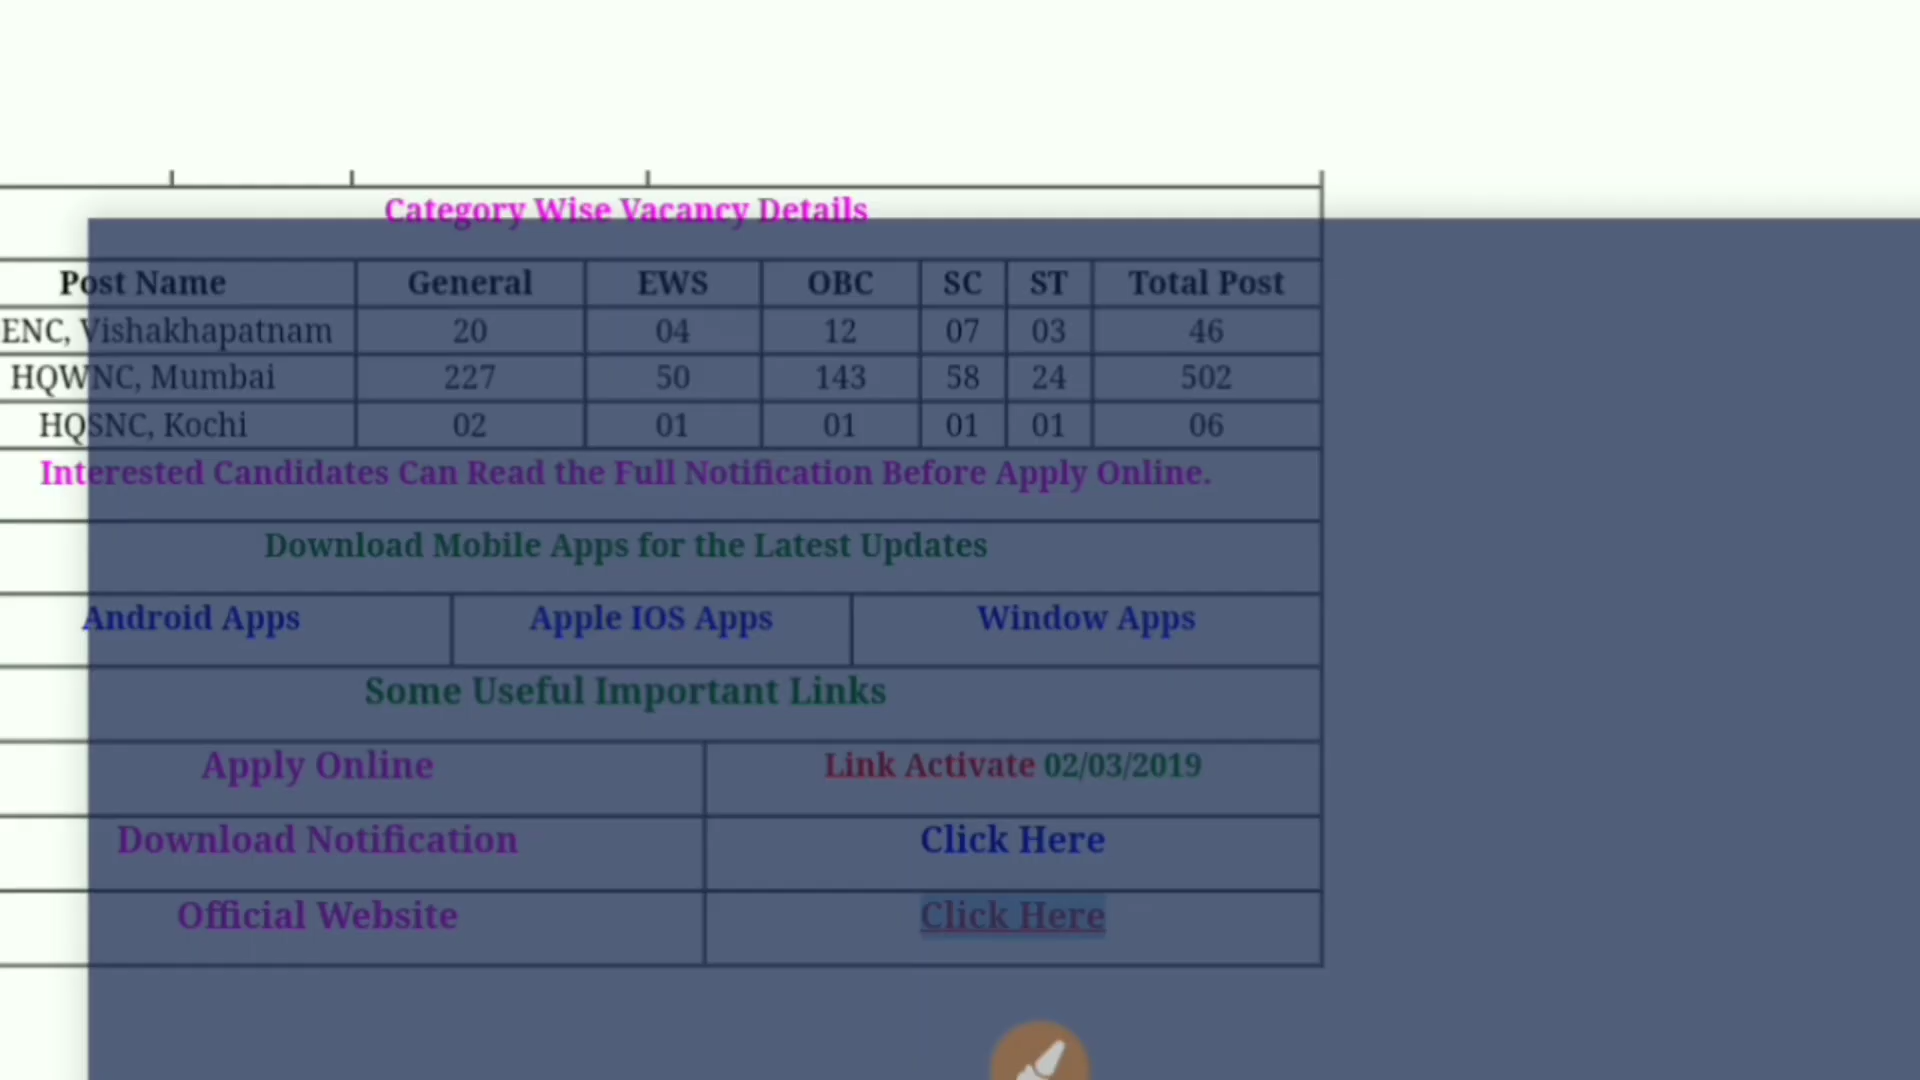 Category Wise Vacancy Details
Post Name General EWS OBC SC ST Total Post
ENC, Vishakhapatnam 20 04 12 07 03 46
HQWNC, Mumbai 227 50 143 58 24 502
HQSNC, Kochi 02 01 01 01 01 06
Interested Candidates Can Read the Full Notification Before Apply Online.
Download Mobile Apps for the Latest Updates
Android Apps Apple IOS Apps Window Apps
Some Useful Important Links
Apply Online Link Activate 02/03/2019
Download Notification Click Here
Official Website Click Here